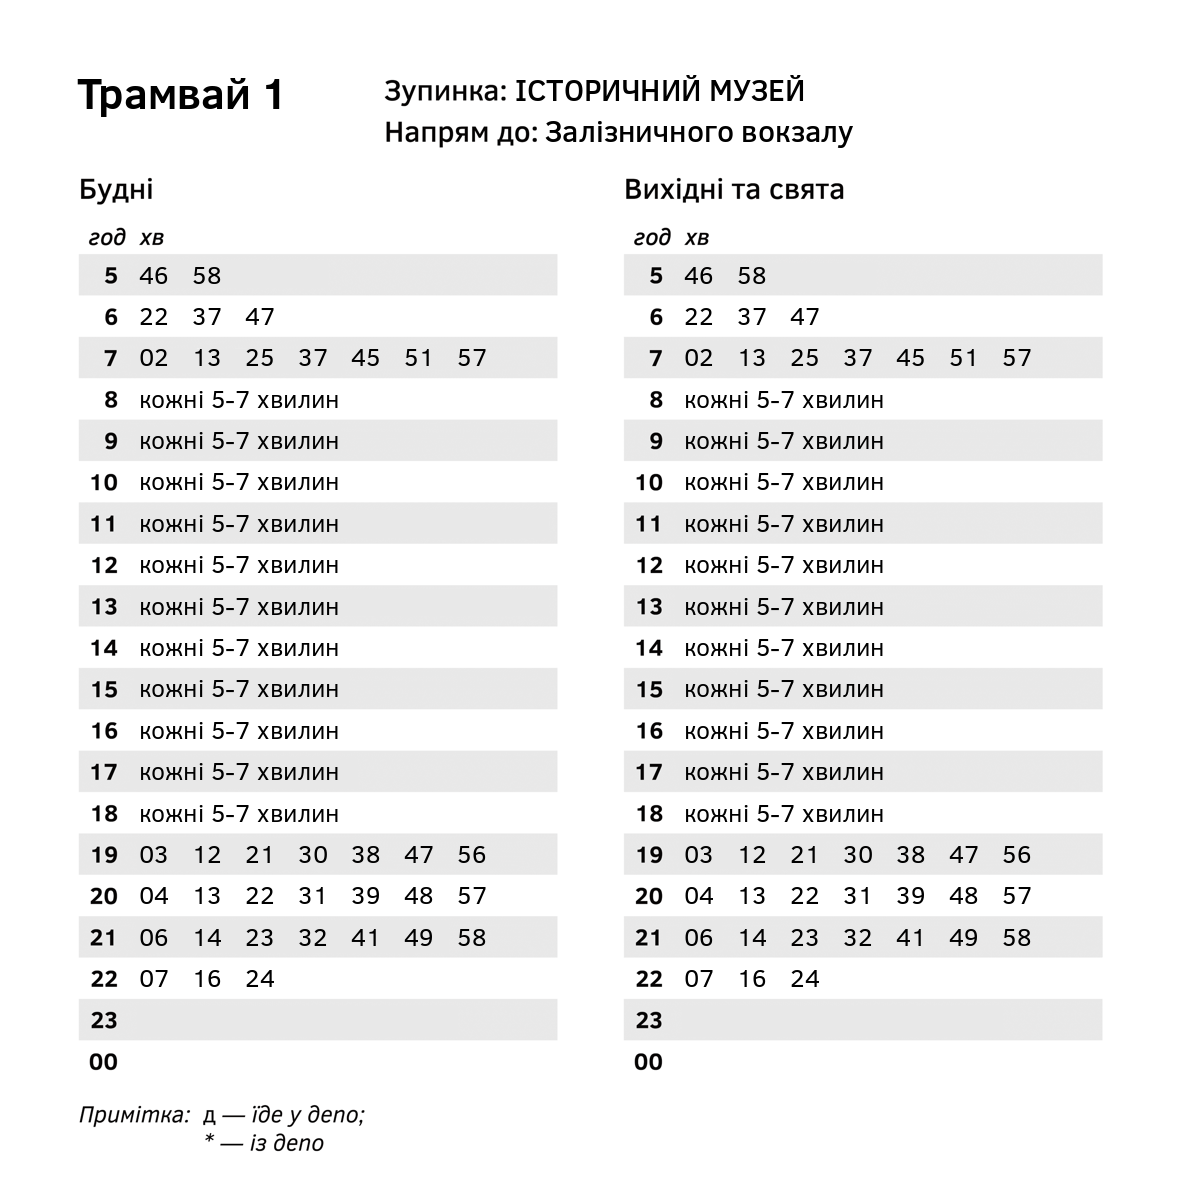 Трамвай 1
Зупинка: ІСТОРИЧНИЙ МУЗЕЙ
Напрям до: Залізничного вокзалу
Будні
год хв
5 46 58
6 22 37 47
7 02 13 25 37 45 51 57
8 кожні 5-7 хвилин
9 кожні 5-7 хвилин
10 кожні 5-7 хвилин
11 кожні 5-7 хвилин
12 кожні 5-7 хвилин
13 кожні 5-7 хвилин
14 кожні 5-7 хвилин
15 кожні 5-7 хвилин
16 кожні 5-7 хвилин
17 кожні 5-7 хвилин
18 кожні 5-7 хвилин
19 03 12 21 30 38 47 56
20 04 13 22 31 39 48 57
21 06 14 23 32 41 49 58
22 07 16 24
23
00
Вихідні та свята
год хв
5 46 58
6 22 37 47
7 02 13 25 37 45 51 57
8 кожні 5-7 хвилин
9 кожні 5-7 хвилин
10 кожні 5-7 хвилин
11 кожні 5-7 хвилин
12 кожні 5-7 хвилин
13 кожні 5-7 хвилин
14 кожні 5-7 хвилин
15 кожні 5-7 хвилин
16 кожні 5-7 хвилин
17 кожні 5-7 хвилин
18 кожні 5-7 хвилин
19 03 12 21 30 38 47 56
20 04 13 22 31 39 48 57
21 06 14 23 32 41 49 58
22 07 16 24
23
00
Примітка: д — їде у депо;
* — із депо